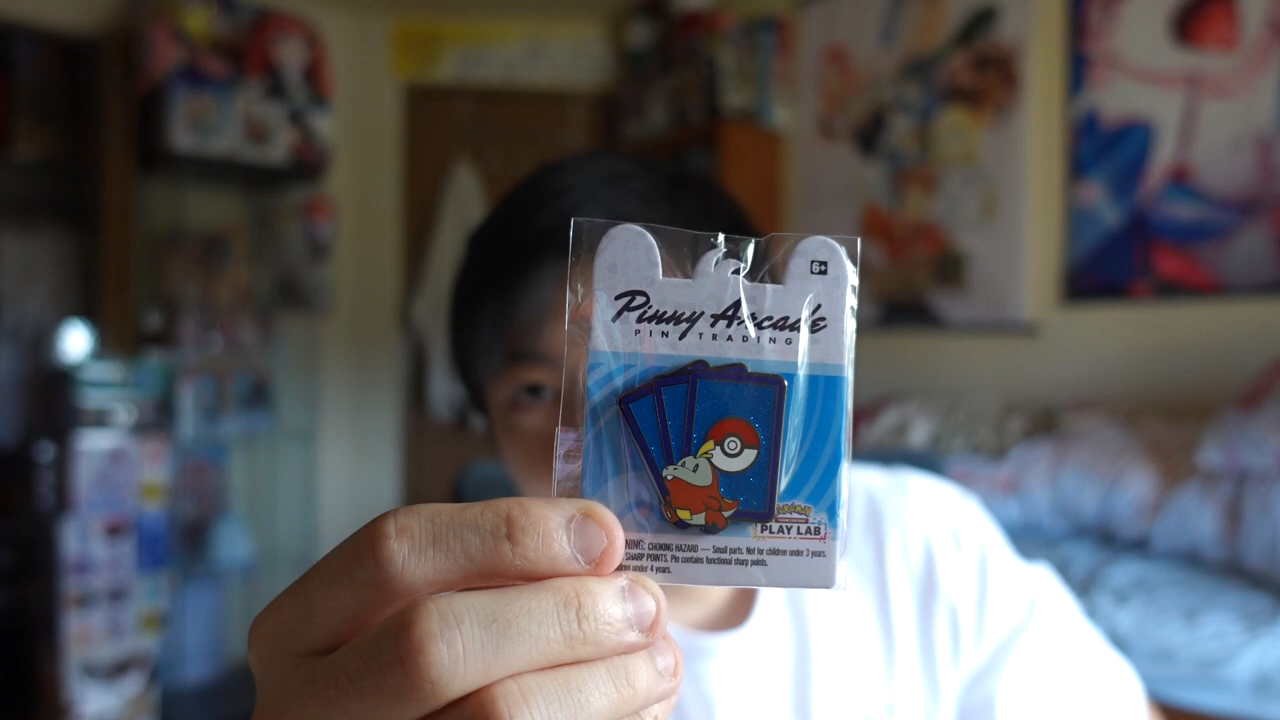 6+
Pinny Arcade
PIN TRADING
POKÉMON
PLAY LAB
NING: CHOKING HAZARD — Small parts. Not for children under 3 years.
SHARP POINTS. Pin contains functional sharp points.
dren under 4 years.